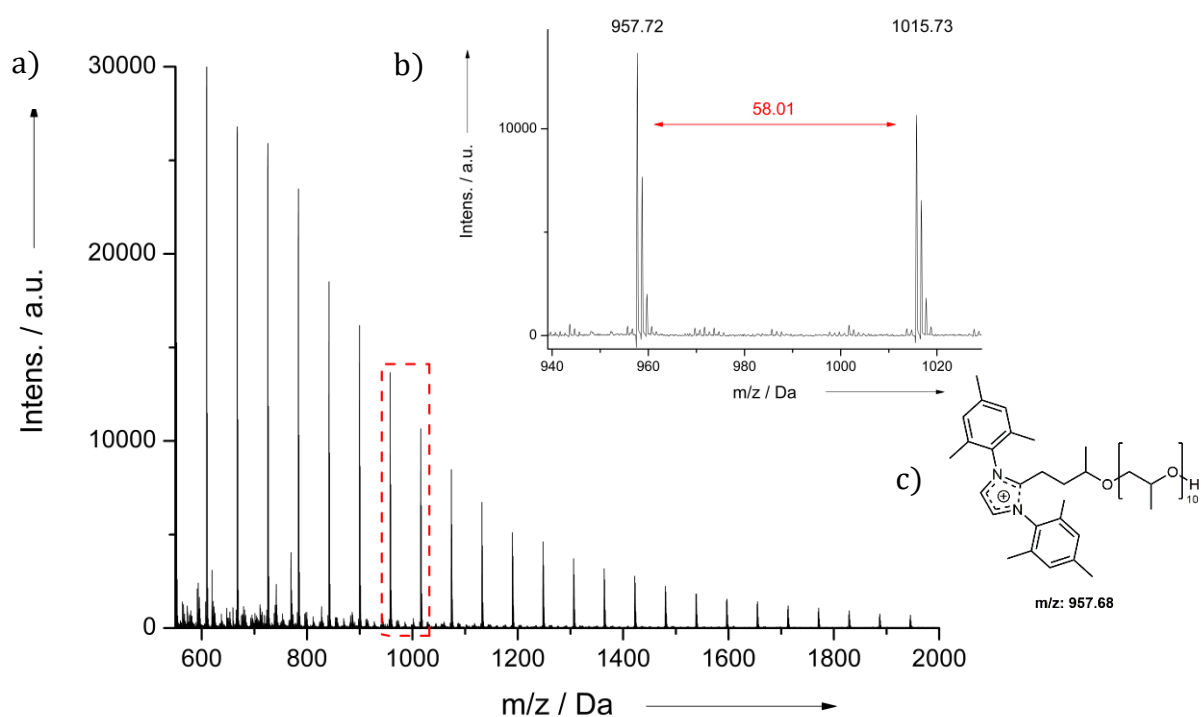 a)
30000
20000
10000
0
Intens. / a.u.
600
800
1000
1200
1400
1600
1800
2000
m/z / Da
b)
957.72
1015.73
58.01
10000
0
Intens. / a.u.
940
960
980
1000
1020
m/z / Da
c)
N
N
⊕
O
O
H
10
m/z: 957.68